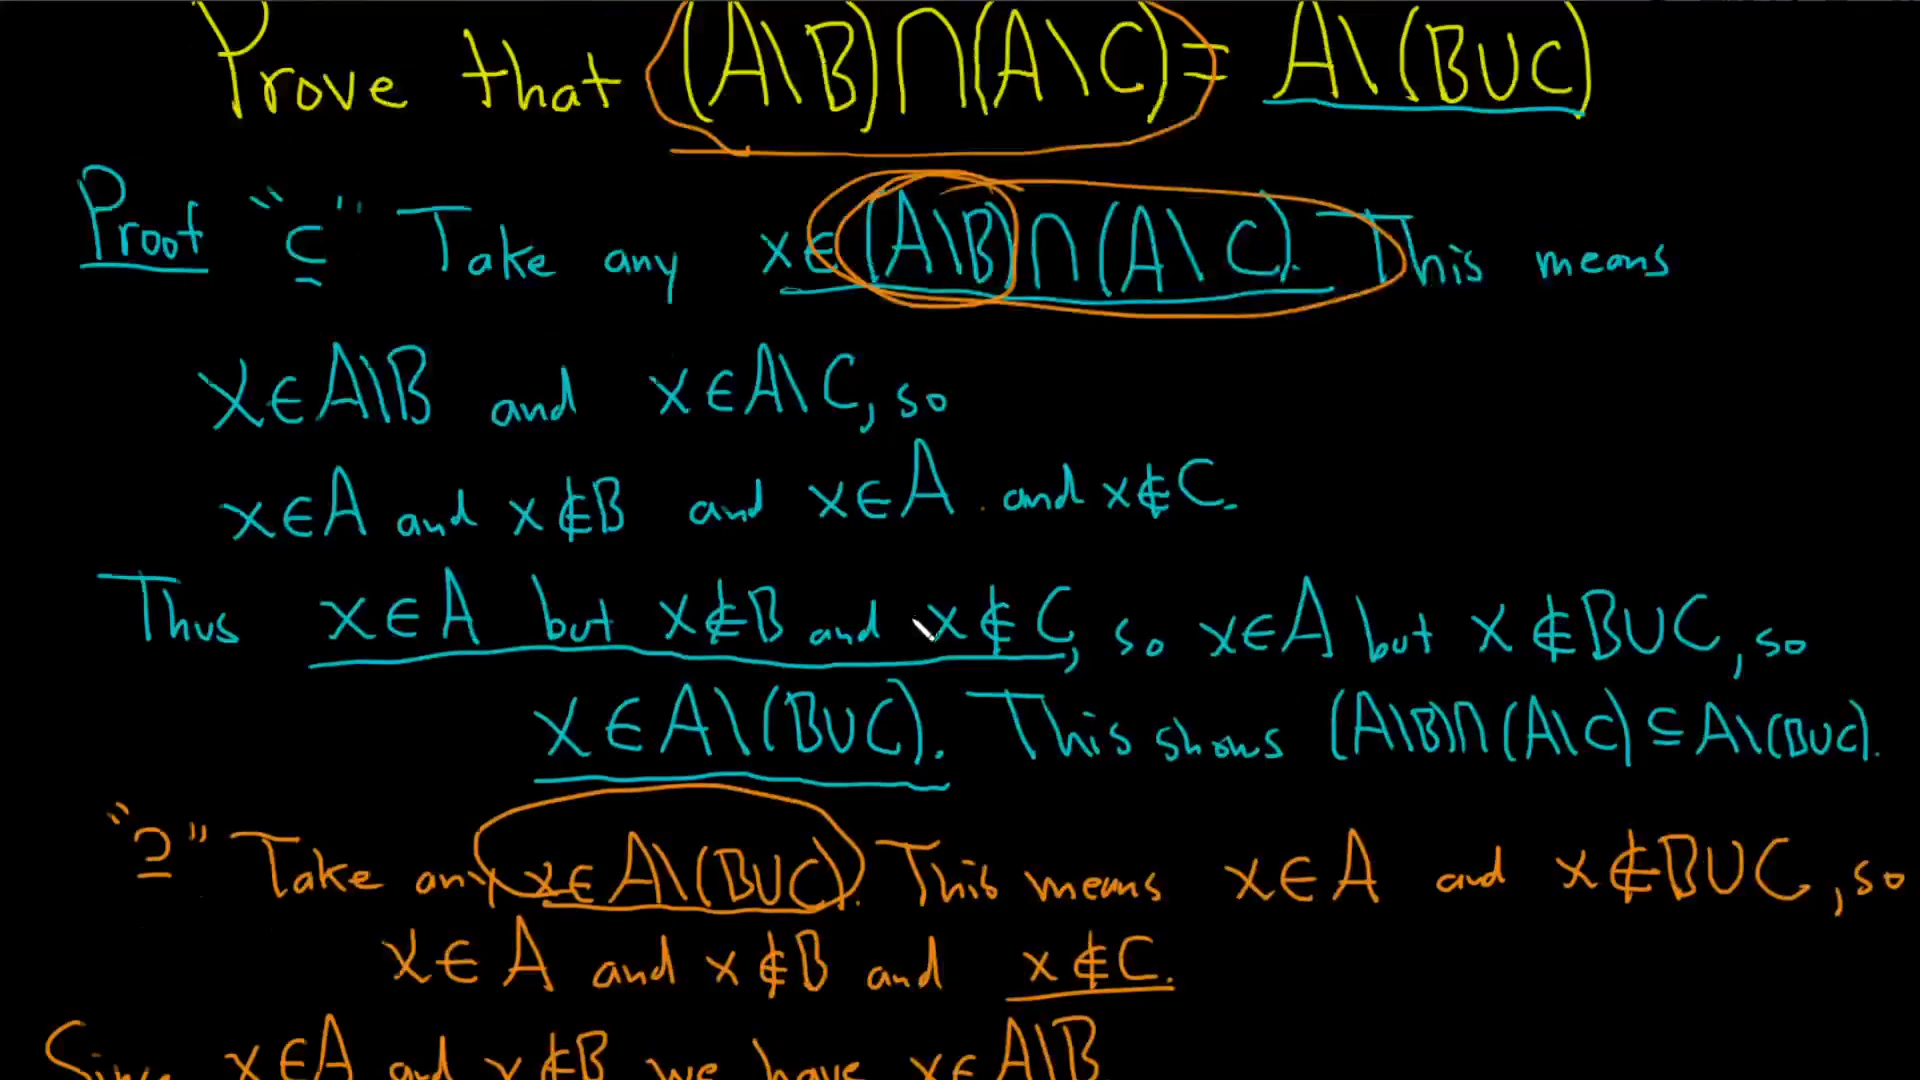 Prove that (A\B)∩(A\C) = A\(B∪C)
Proof "⊆" Take any x∈(A\B)∩(A\C). This means
x∈A\B and x∈A\C, so
x∈A and x∉B and x∈A and x∉C.
Thus x∈A but x∉B and x∉C, so x∈A but x∉B∪C, so
x∈A\(B∪C). This shows (A\B)∩(A\C)⊆A\(B∪C).
"⊇" Take any x∈A\(B∪C). This means x∈A and x∉B∪C, so
x∈A and x∉B and x∉C.
Since x∈A and x∉B we have x∈A\B